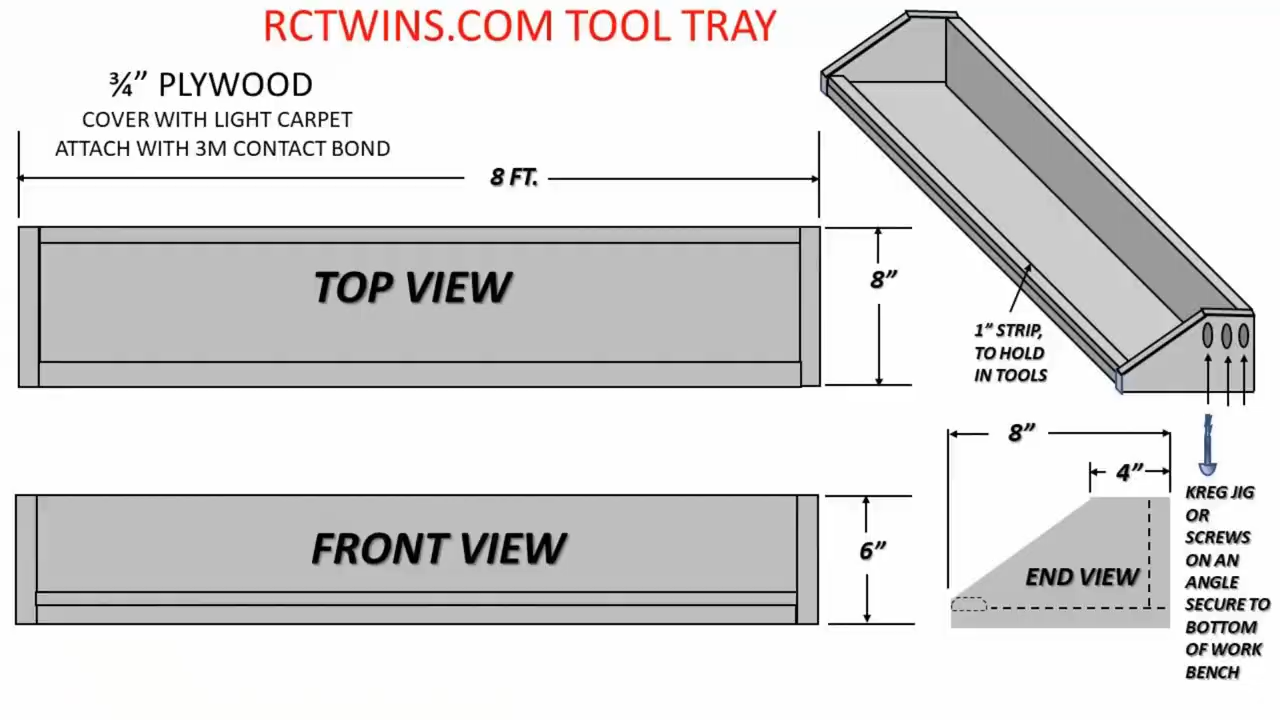 RCTWINS.COM TOOL TRAY
¾” PLYWOOD
COVER WITH LIGHT CARPET
ATTACH WITH 3M CONTACT BOND
8 FT.
TOP VIEW
8”
1” STRIP,
TO HOLD
IN TOOLS
FRONT VIEW
6”
8”
4”
END VIEW
KREG JIG
OR
SCREWS
ON AN
ANGLE
SECURE TO
BOTTOM
OF WORK
BENCH